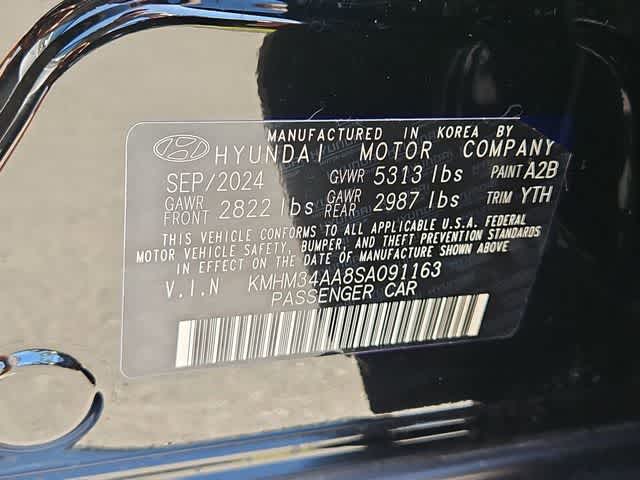 MANUFACTURED IN KOREA BY
HYUNDAI MOTOR COMPANY
SEP/2024 GVWR 5313 lbs PAINT A2B
GAWR FRONT 2822 lbs GAWR REAR 2987 lbs TRIM YTH
THIS VEHICLE CONFORMS TO ALL APPLICABLE U.S.A. FEDERAL
MOTOR VEHICLE SAFETY, BUMPER, AND THEFT PREVENTION STANDARDS
IN EFFECT ON THE DATE OF MANUFACTURE SHOWN ABOVE
V.I.N KMHM34AA8SA091163
PASSENGER CAR